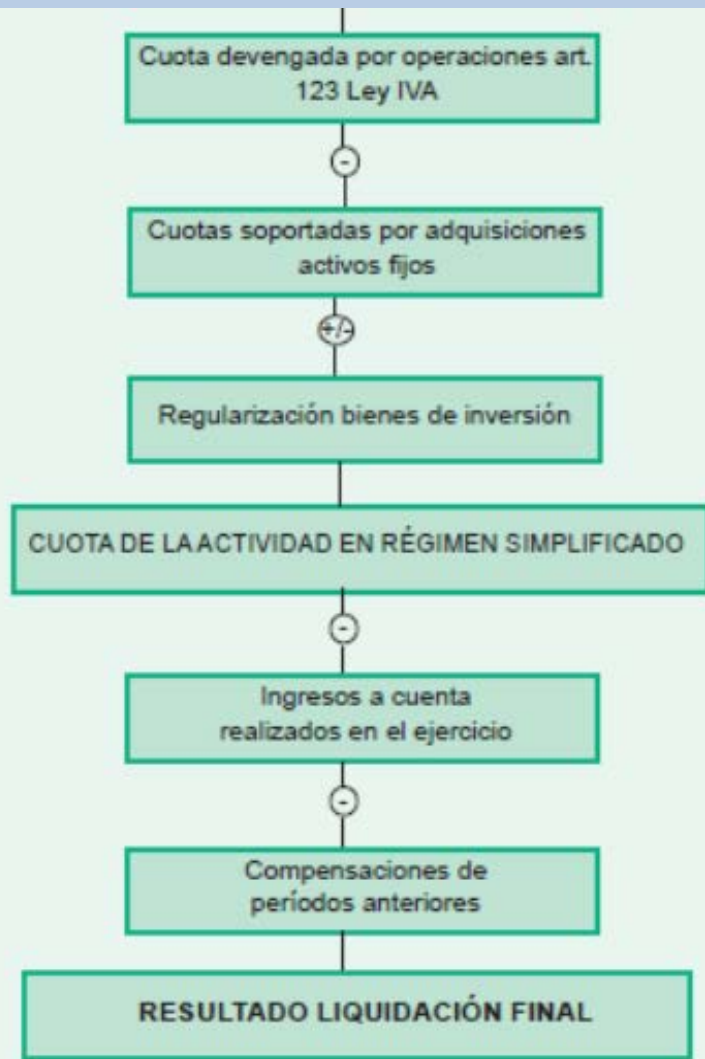 Cuota devengada por operaciones art.
123 Ley IVA
-
Cuotas soportadas por adquisiciones
activos fijos
+/-
Regularización bienes de inversión
CUOTA DE LA ACTIVIDAD EN RÉGIMEN SIMPLIFICADO
-
Ingresos a cuenta
realizados en el ejercicio
-
Compensaciones de
períodos anteriores
RESULTADO LIQUIDACIÓN FINAL